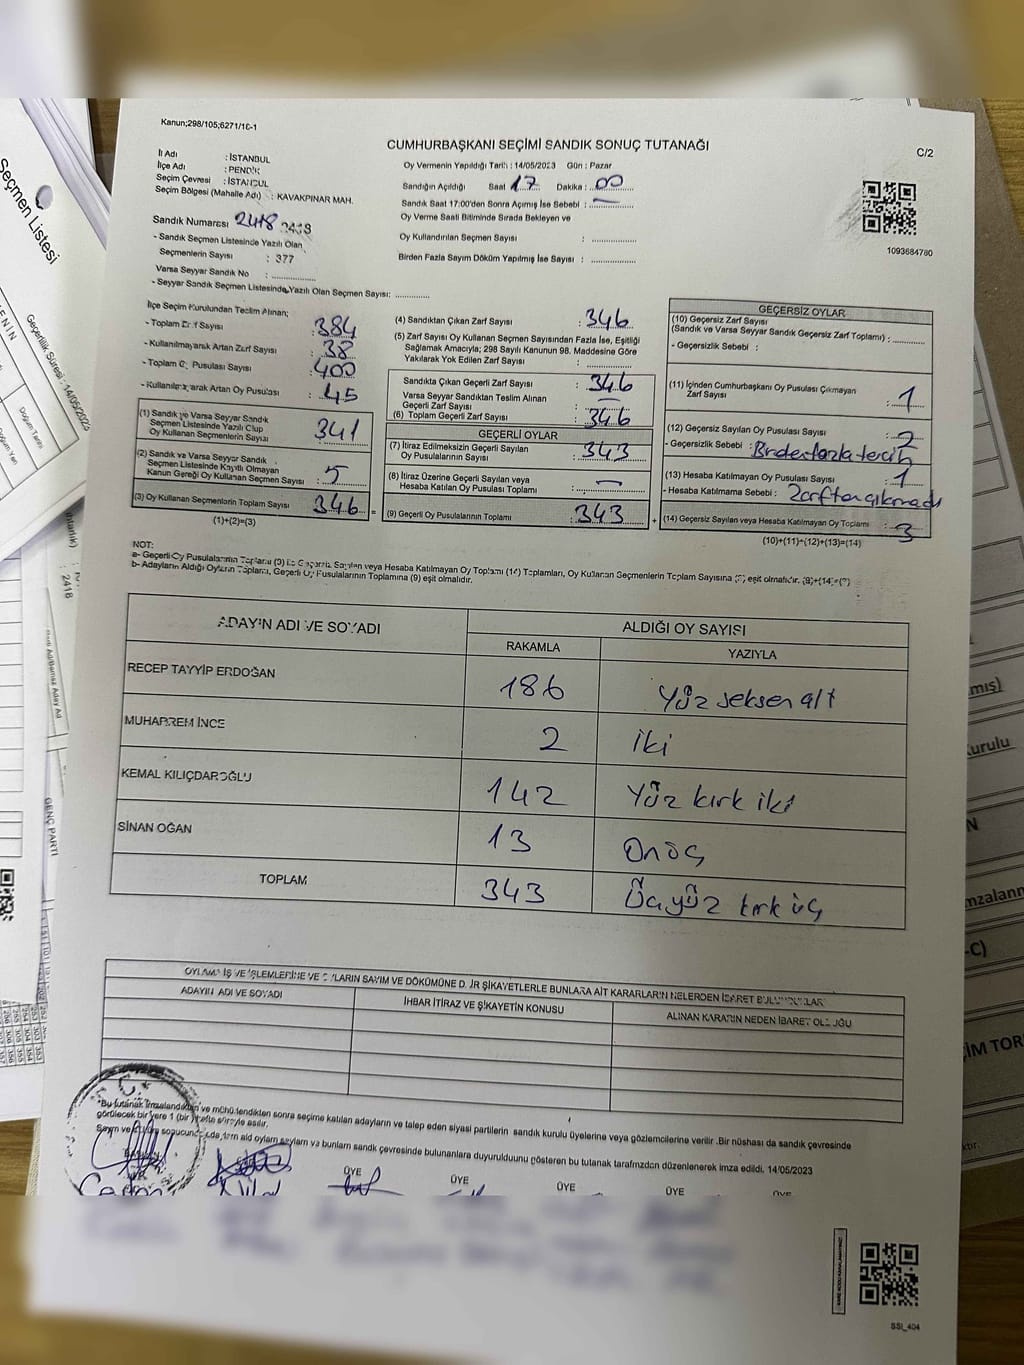 Kanun;298/105;6271/16-1
CUMHURBAŞKANI SEÇİMİ SANDIK SONUÇ TUTANAĞI
C/2
İl Adı : İSTANBUL
İlçe Adı : PENDİK
Seçim Çevresi : İSTANBUL
Seçim Bölgesi (Mahalle Adı) : KAVAKPINAR MAH.
Sandık Numarası 2418
- Sandık Seçmen Listesinde Yazılı Olan
Seçmenlerin Sayısı : 377
Varsa Seyyar Sandık No :
- Seyyar Sandık Seçmen Listesinde Yazılı Olan Seçmen Sayısı:
Oy Vermenin Yapıldığı Tarih : 14/05/2023 Gün : Pazar
Sandığın Açıldığı Saat 17 Dakika : 00
Sandık Saat 17:00'den Sonra Açımış İse Sebebi : —
Oy Verme Saati Bitiminde Sırada Bekleyen ve
Oy Kullandırılan Seçmen Sayısı :
Birden Fazla Sayım Döküm Yapılmış İse Sayısı :
1093684760
İlçe Seçim Kurulundan Teslim Alınan;
- Toplam Zarf Sayısı : 384
- Kullanılmayarak Artan Zarf Sayısı : 38
- Toplam Oy Pusulası Sayısı : 400
- Kullanılmayarak Artan Oy Pusulası : 45
(1) Sandık ve Varsa Seyyar Sandık
Seçmen Listesinde Yazılı Olup
Oy Kullanan Seçmenlerin Sayısı : 341
(2) Sandık ve Varsa Seyyar Sandık
Seçmen Listesinde Kayıtlı Olmayan
Kanun Gereği Oy Kullanan Seçmen Sayısı : 5
(3) Oy Kullanan Seçmenlerin Toplam Sayısı : 346 =
(1)+(2)=(3)
(4) Sandıktan Çıkan Zarf Sayısı : 346
(5) Zarf Sayısı Oy Kullanan Seçmen Sayısından Fazla İse, Eşitliği
Sağlamak Amacıyla; 298 Sayılı Kanunun 98. Maddesine Göre
Yakılarak Yok Edilen Zarf Sayısı :
Sandıkta Çıkan Geçerli Zarf Sayısı : 346
Varsa Seyyar Sandıktan Teslim Alınan
Geçerli Zarf Sayısı : —
(6) Toplam Geçerli Zarf Sayısı : 346
GEÇERLİ OYLAR
(7) İtiraz Edilmeksizin Geçerli Sayılan
Oy Pusulalarının Sayısı : 343
(8) İtiraz Üzerine Geçerli Sayılan veya
Hesaba Katılan Oy Pusulası Toplamı : —
(9) Geçerli Oy Pusulalarının Toplamı : 343 +
GEÇERSİZ OYLAR
(10) Geçersiz Zarf Sayısı
(Sandık ve Varsa Seyyar Sandık Geçersiz Zarf Toplamı) :
- Geçersizlik Sebebi :
(11) İçinden Cumhurbaşkanı Oy Pusulası Çıkmayan
Zarf Sayısı : 1
(12) Geçersiz Sayılan Oy Pusulası Sayısı : 2
- Geçersizlik Sebebi : Birden fazla tercih
(13) Hesaba Katılmayan Oy Pusulası Sayısı : 1
- Hesaba Katılmama Sebebi : Zarftan çıkmadı
(14) Geçersiz Sayılan veya Hesaba Katılmayan Oy Toplamı : 3
(10)+(11)+(12)+(13)=(14)
NOT:
a- Geçerli Oy Pusulalarının Toplamı (9) ile Geçersiz Sayılan veya Hesaba Katılmayan Oy Toplamı (14) Toplamları, Oy Kullanan Seçmenlerin Toplam Sayısına (3) eşit olmalıdır. (9)+(14)=(3)
b- Adayların Aldığı Oyların Toplamı, Geçerli Oy Pusulalarının Toplamına (9) eşit olmalıdır.
ADAYIN ADI VE SOYADI ALDIĞI OY SAYISI
RAKAMLA YAZIYLA
RECEP TAYYİP ERDOĞAN 186 Yüz seksen altı
MUHARREM İNCE 2 iki
KEMAL KILIÇDAROĞLU 142 Yüz kırk iki
SİNAN OĞAN 13 Onüç
TOPLAM 343 Üçyüz kırk üç
OYLAMA İŞ VE İŞLEMLERİNE VE OYLARIN SAYIM VE DÖKÜMÜNE DAİR ŞİKAYETLERLE BUNLARA AİT KARARLARIN NELERDEN İBARET BULUNDUKLARI
ADAYIN ADI VE SOYADI İHBAR İTİRAZ VE ŞİKAYETİN KONUSU ALINAN KARARIN NEDEN İBARET OLDUĞU
*Bu tutanak imzalandıktan ve mühürlendikten sonra seçime katılan adayların ve talep eden siyasi partilerin sandık kurulu üyelerine veya gözlemcilerine verilir .Bir nüshası da sandık çevresinde
görülecek bir yere 1 (bir) hafta süreyle asılır.
Sayım ve döküm sonucunda adayların aldığı oyların bunların sandık çevresinde bulunanlara duyurulduğunu gösteren bu tutanak tarafımızdan düzenlenerek imza edildi. 14/05/2023
ÜYE ÜYE ÜYE ÜYE ÜYE
SSI_404
Seçmen Listesi
Geçerlilik Süresi : 14/05/2023
2418
GENÇ PARTİ